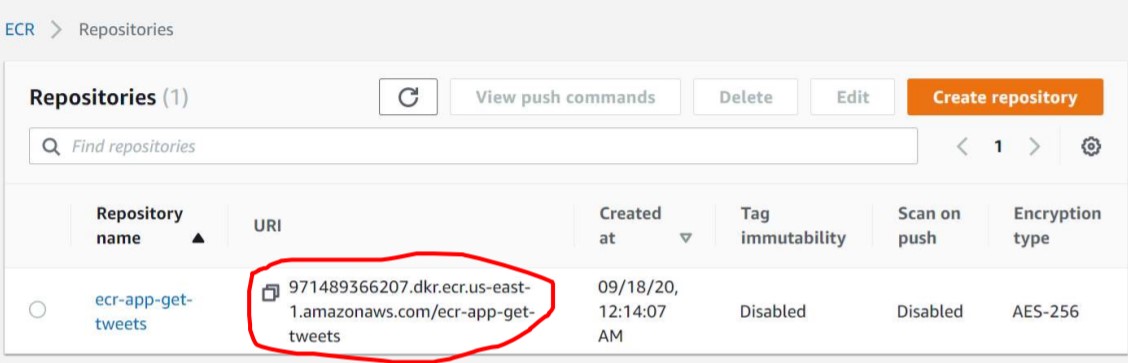 ECR > Repositories
Repositories (1)
View push commands
Delete
Edit
Create repository
Find repositories
< 1 >
Repository name ▲
URI
Created at ▽
Tag immutability
Scan on push
Encryption type
ecr-app-get-
tweets
971489366207.dkr.ecr.us-east-
1.amazonaws.com/ecr-app-get-
tweets
09/18/20,
12:14:07
AM
Disabled
Disabled
AES-256